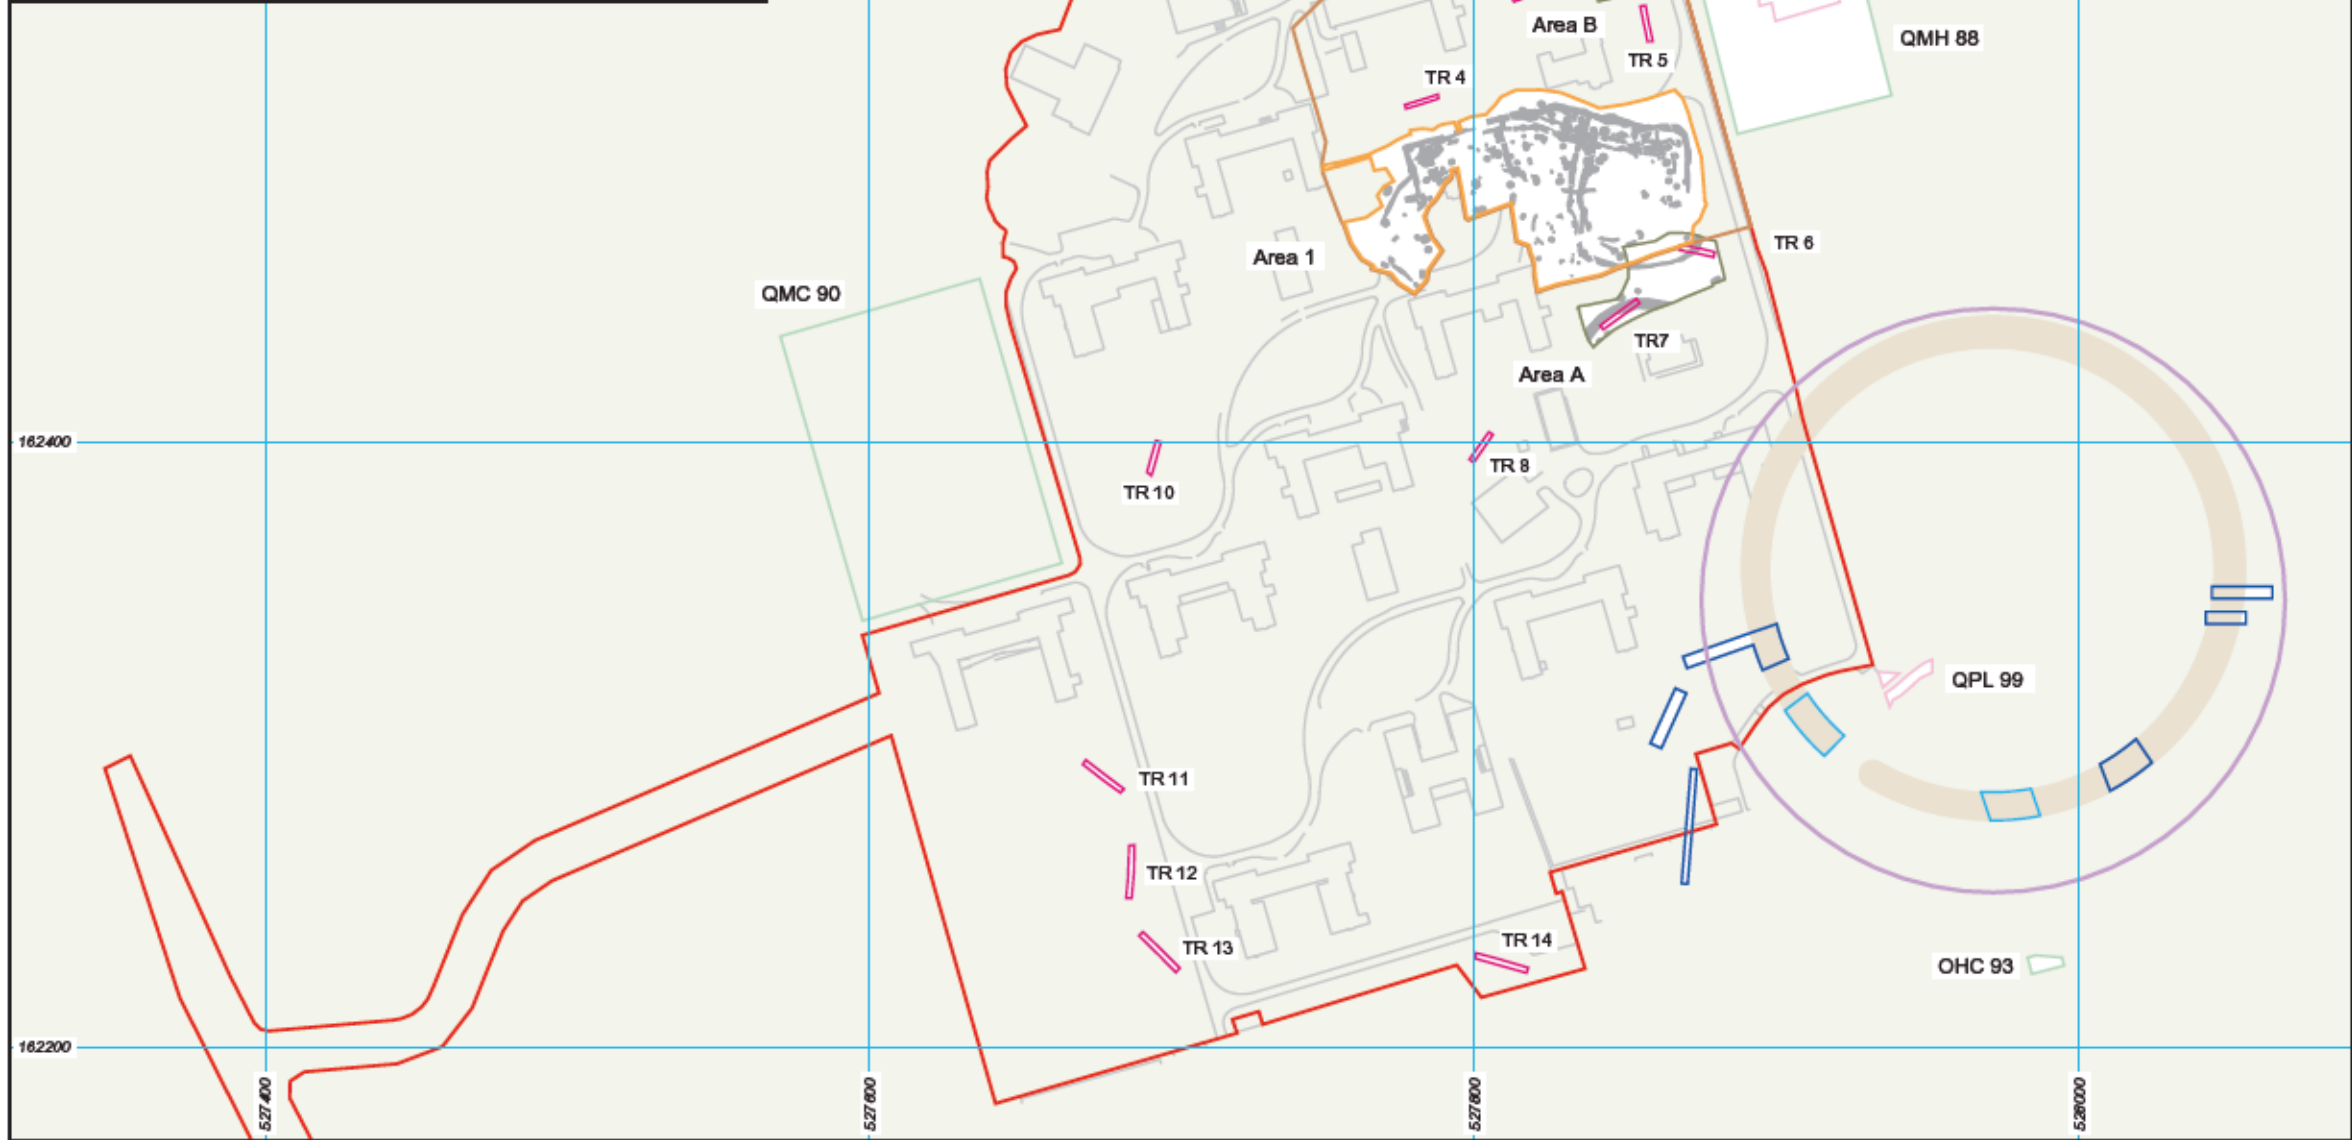 Area B
QMH 88
TR 5
TR 4
TR 6
Area 1
QMC 90
TR7
Area A
162400
TR 8
TR 10
QPL 99
TR 11
TR 12
TR 13
TR 14
OHC 93
162200
527400
527600
527800
528000